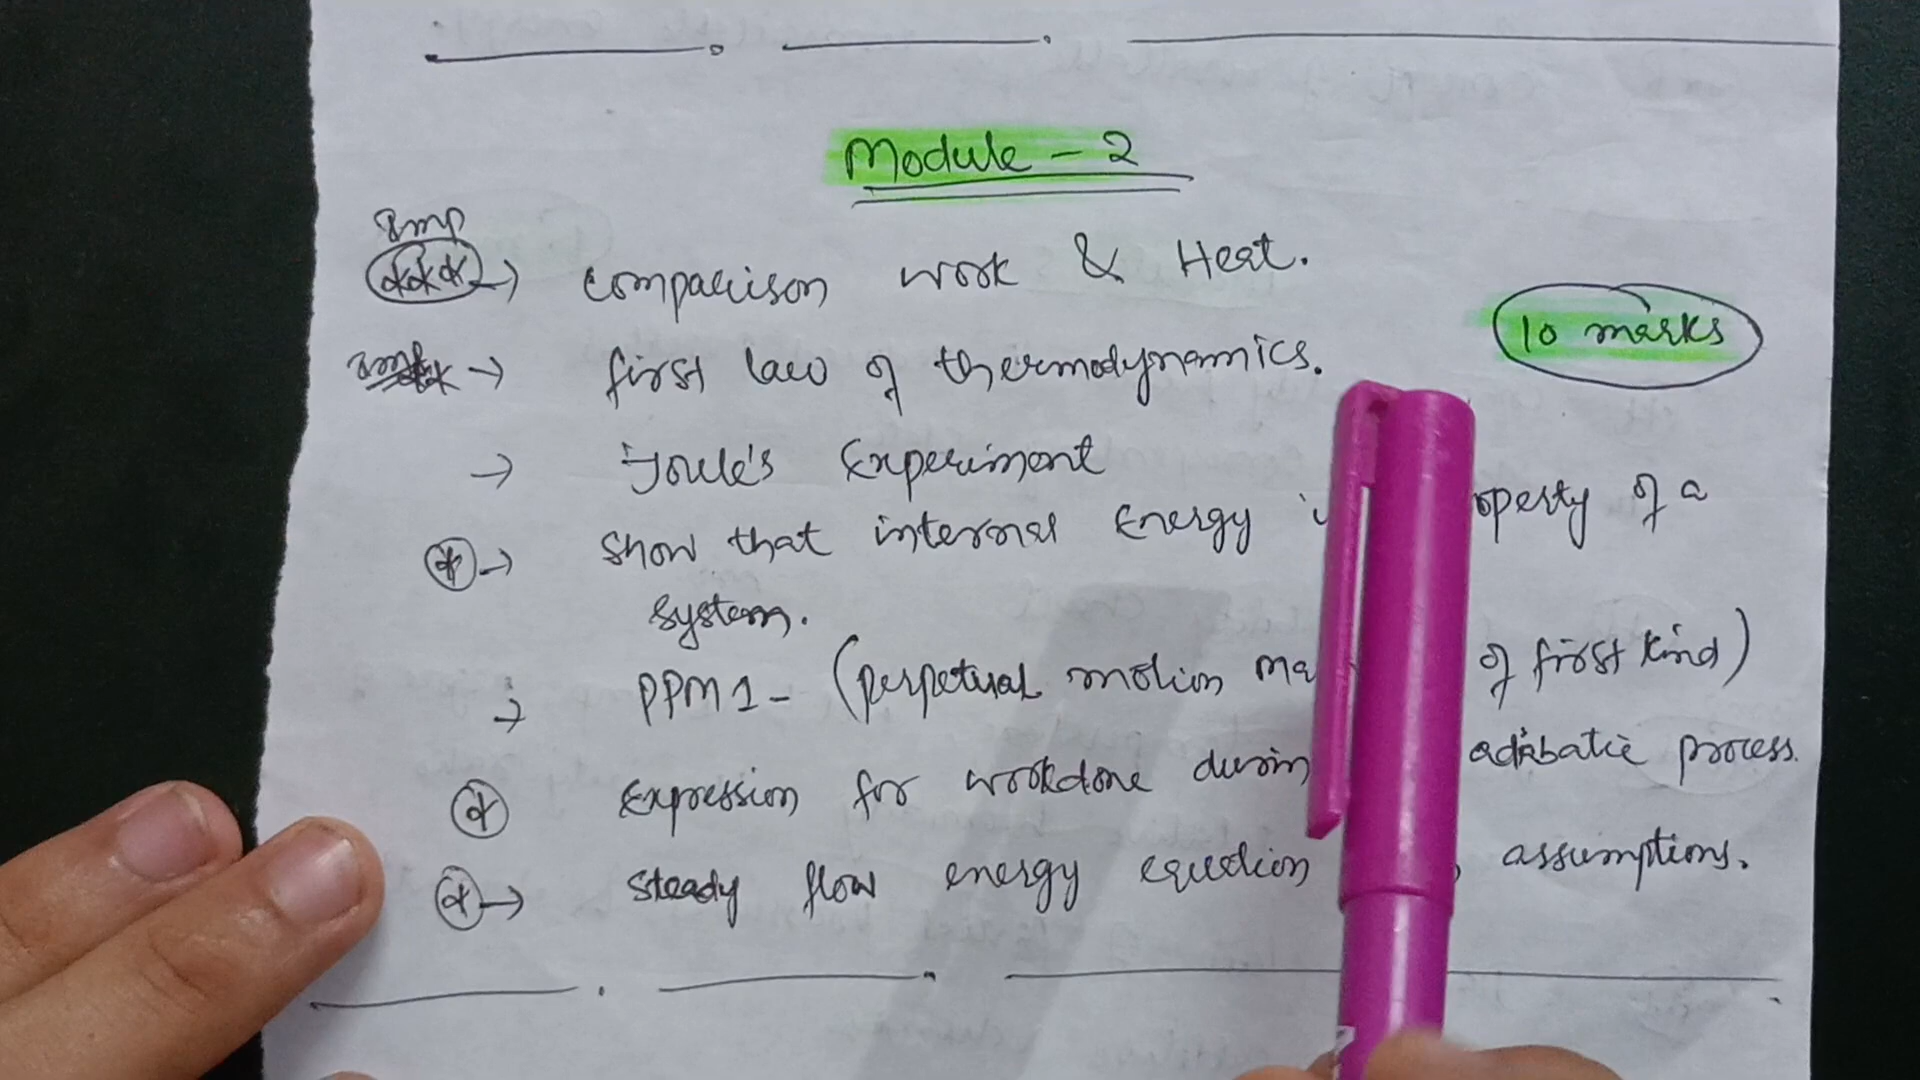 Module - 2
Imp
*** → comparison work & Heat.
10 marks
→ first law of thermodynamics.
→ Joule's Experiment
* → Show that internal Energy operty of a
system.
→ PPM 1 - (perpetual motion ma of first kind)
* Expression for workdone durin adibatic process.
* → Steady flow energy equation assumptions.